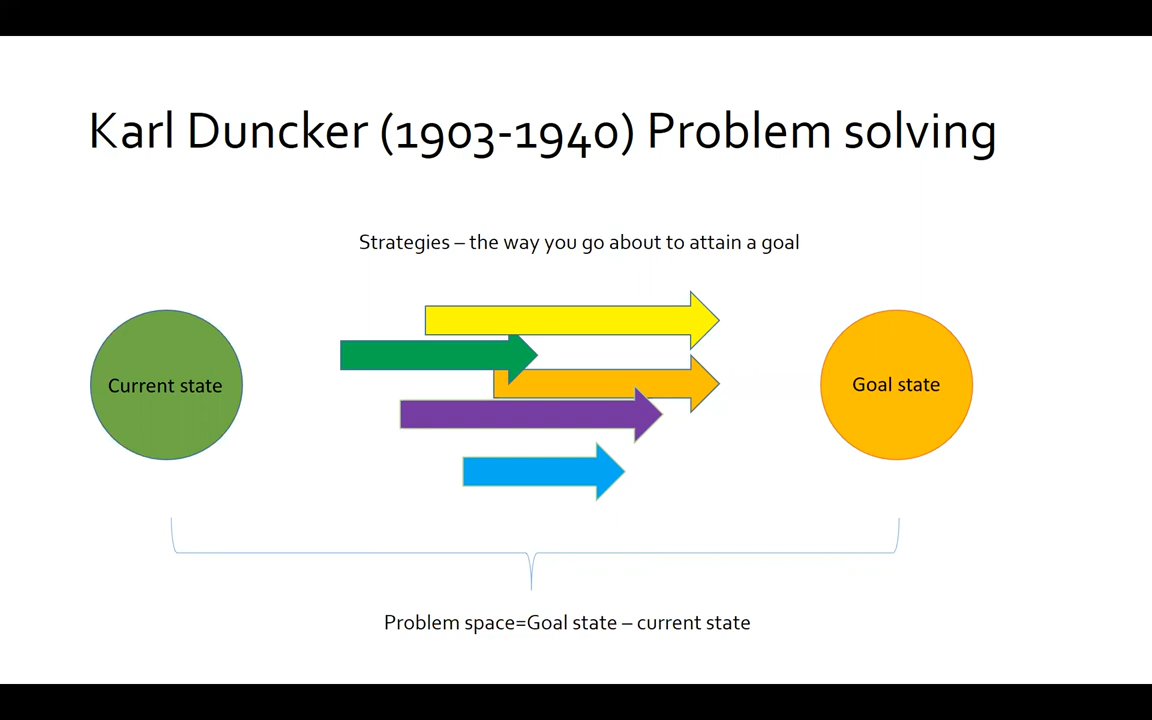 Karl Duncker (1903-1940) Problem solving
Strategies – the way you go about to attain a goal
Current state
Goal state
Problem space=Goal state – current state